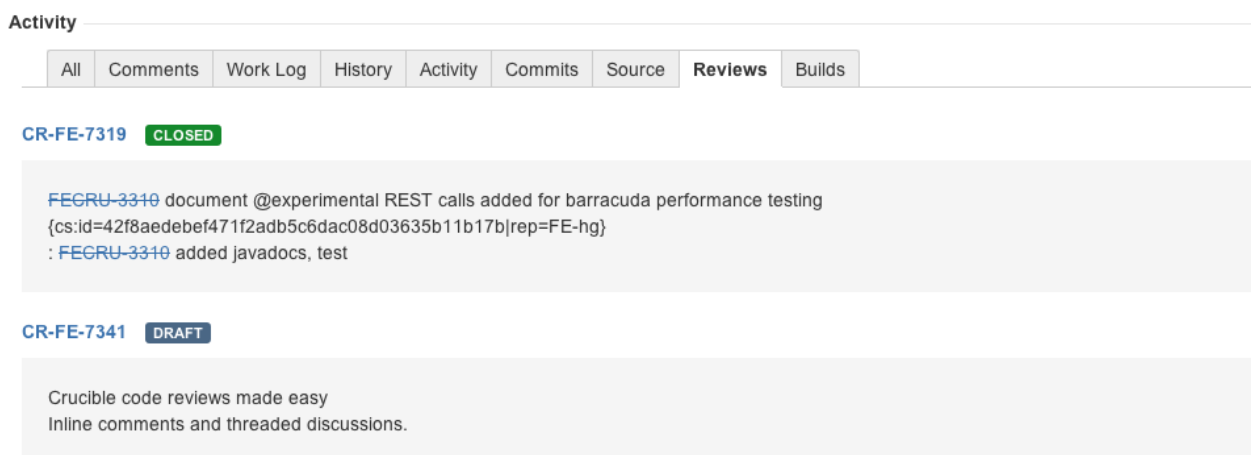 Activity
All Comments Work Log History Activity Commits Source Reviews Builds
CR-FE-7319 CLOSED
FECRU-3310 document @experimental REST calls added for barracuda performance testing
{cs:id=42f8aedebef471f2adb5c6dac08d03635b11b17b|rep=FE-hg}
: FECRU-3310 added javadocs, test
CR-FE-7341 DRAFT
Crucible code reviews made easy
Inline comments and threaded discussions.